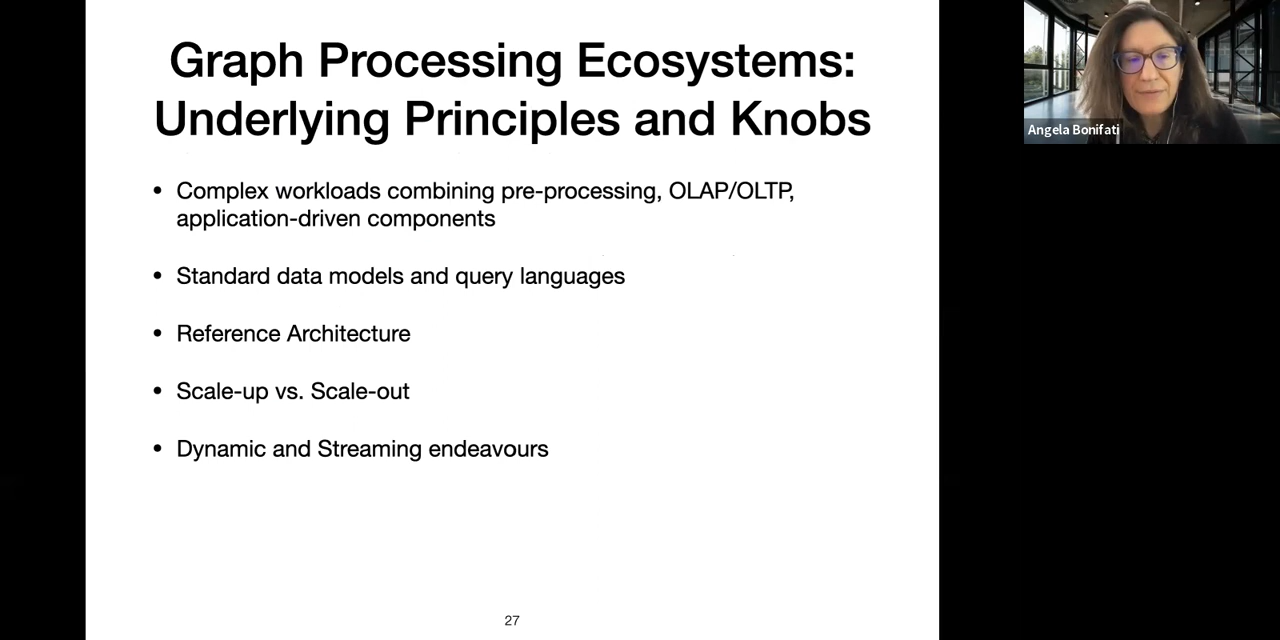 Graph Processing Ecosystems:
Underlying Principles and Knobs
• Complex workloads combining pre-processing, OLAP/OLTP,
application-driven components
• Standard data models and query languages
• Reference Architecture
• Scale-up vs. Scale-out
• Dynamic and Streaming endeavours
27
Angela Bonifati